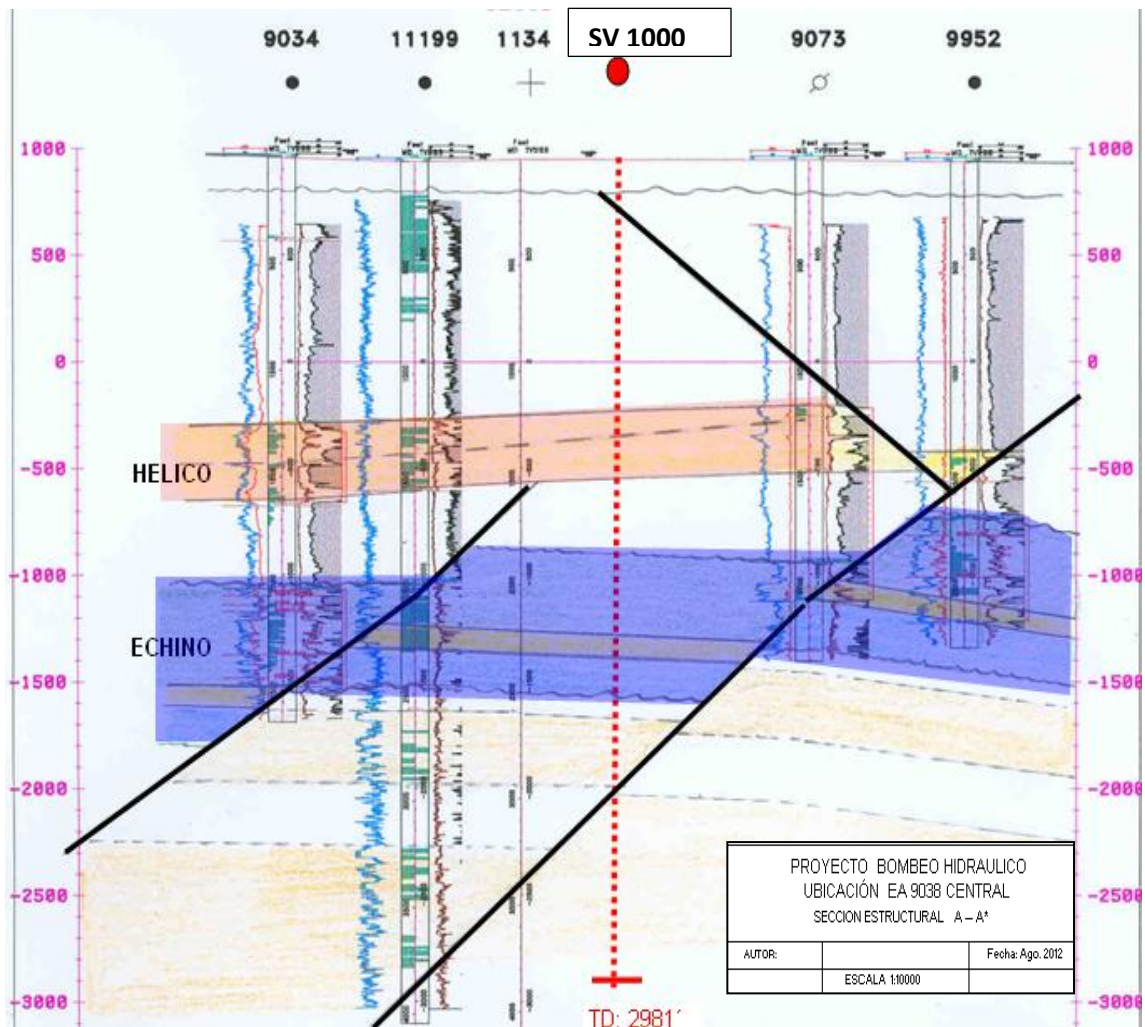 SV 1000
9034 11199 1134 9073 9952
1000 1000
500 500
0 0
HELICO
-500 -500
-1000 -1000
ECHINO
-1500 -1500
-2000 -2000
-2500 -2500
-3000 -3000
TD: 2981´
PROYECTO BOMBEO HIDRAULICO
UBICACIÓN EA 9038 CENTRAL
SECCION ESTRUCTURAL A – A*
AUTOR: Fecha: Ago. 2012
ESCALA 1:10000